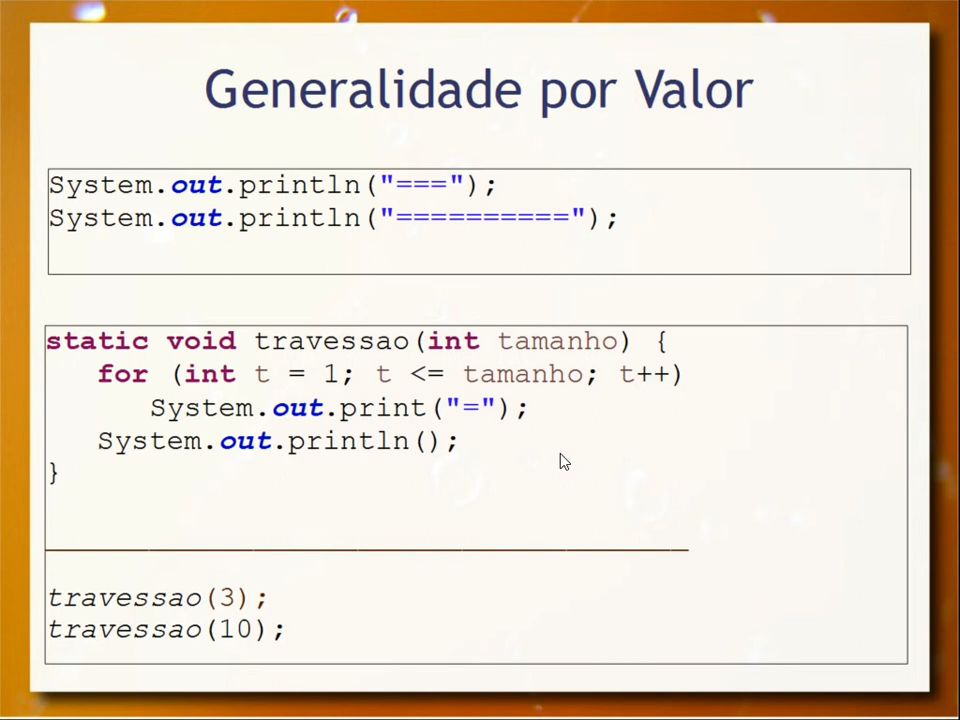 Generalidade por Valor
System.out.println("===");
System.out.println("==========");
static void travessao(int tamanho) {
for (int t = 1; t <= tamanho; t++)
System.out.print("=");
System.out.println();
}
travessao(3);
travessao(10);